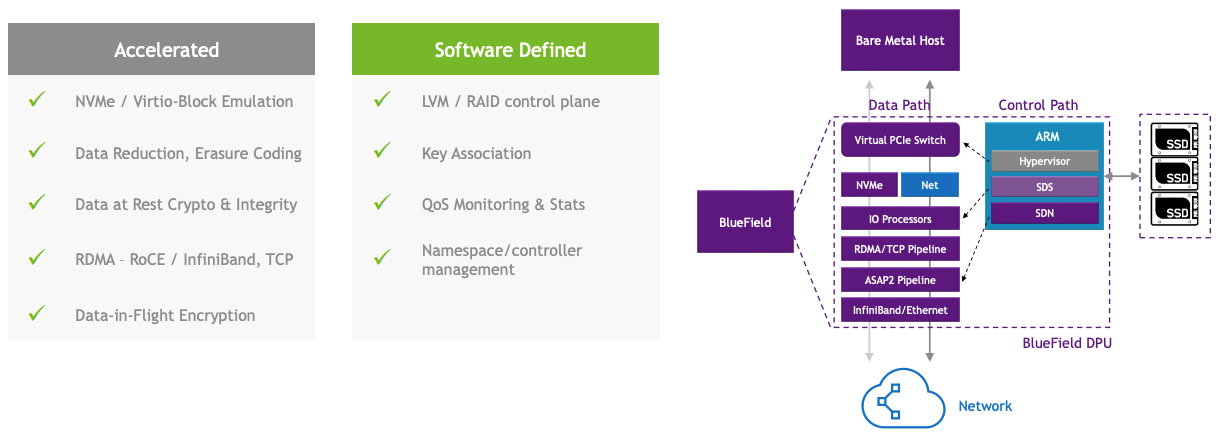 Accelerated
NVMe / Virtio-Block Emulation
Data Reduction, Erasure Coding
Data at Rest Crypto & Integrity
RDMA – RoCE / InfiniBand, TCP
Data-in-Flight Encryption
Software Defined
LVM / RAID control plane
Key Association
QoS Monitoring & Stats
Namespace/controller
management
Bare Metal Host
Data Path
Control Path
Virtual PCIe Switch
ARM
Hypervisor
NVMe
Net
SDS
IO Processors
SDN
BlueField
RDMA/TCP Pipeline
ASAP2 Pipeline
InfiniBand/Ethernet
SSD
SSD
SSD
BlueField DPU
Network